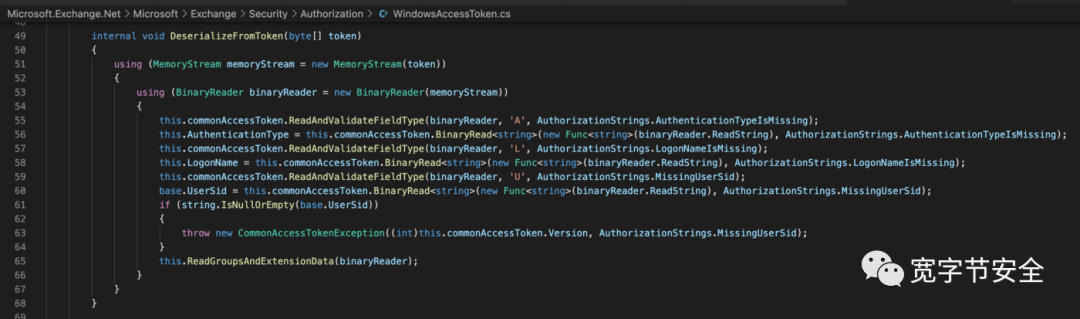 Microsoft.Exchange.Net > Microsoft > Exchange > Security > Authorization > WindowsAccessToken.cs
48
49 internal void DeserializeFromToken(byte[] token)
50 {
51 using (MemoryStream memoryStream = new MemoryStream(token))
52 {
53 using (BinaryReader binaryReader = new BinaryReader(memoryStream))
54 {
55 this.commonAccessToken.ReadAndValidateFieldType(binaryReader, 'A', AuthorizationStrings.AuthenticationTypeIsMissing);
56 this.AuthenticationType = this.commonAccessToken.BinaryRead<string>(new Func<string>(binaryReader.ReadString), AuthorizationStrings.AuthenticationTypeIsMissing);
57 this.commonAccessToken.ReadAndValidateFieldType(binaryReader, 'L', AuthorizationStrings.LogonNameIsMissing);
58 this.LogonName = this.commonAccessToken.BinaryRead<string>(new Func<string>(binaryReader.ReadString), AuthorizationStrings.LogonNameIsMissing);
59 this.commonAccessToken.ReadAndValidateFieldType(binaryReader, 'U', AuthorizationStrings.MissingUserSid);
60 base.UserSid = this.commonAccessToken.BinaryRead<string>(new Func<string>(binaryReader.ReadString), AuthorizationStrings.MissingUserSid);
61 if (string.IsNullOrEmpty(base.UserSid))
62 {
63 throw new CommonAccessTokenException((int)this.commonAccessToken.Version, AuthorizationStrings.MissingUserSid);
64 }
65 this.ReadGroupsAndExtensionData(binaryReader);
66 }
67 }
68 }
69
宽字节安全